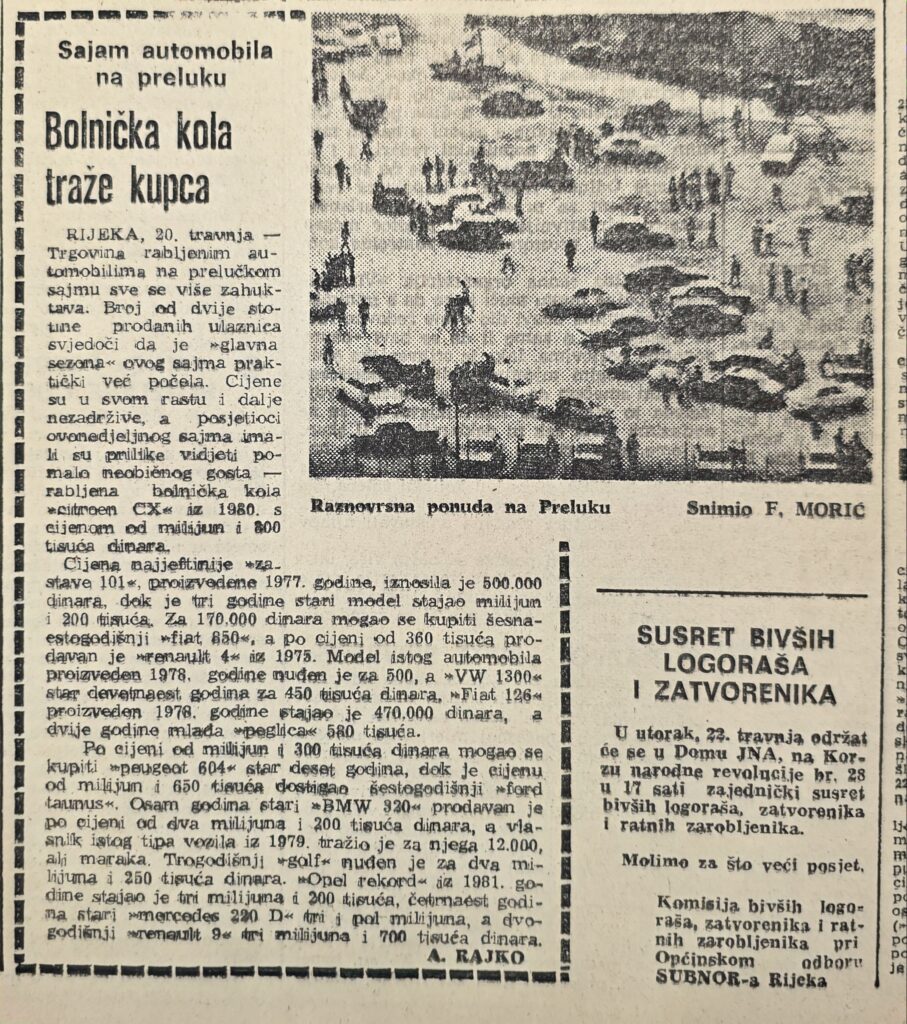 Sajam automobila
na preluku
Bolnička kola
traže kupca
RIJEKA, 20. travnja —
Trgovina rabljenim au-
tomobilima na prelučkom
sajmu sve se više zahuk-
tava. Broj od dvije sto-
tine prodanih ulaznica
svjedoči da je »glavna
sezona« ovog sajma prak-
tički već počela. Cijene
su u svom rastu i dalje
nezadržive, a posjetioci
ovonedjeljnog sajma ima-
li su prilike vidjeti po-
malo neobičnog gosta —
rabljena bolnička kola
»citroen CX« iz 1980. s
cijenom od milijun i 800
tisuća dinara.
Cijena najjeftinije »za-
stave 101«, proizvedene 1977. godine, iznosila je 500.000
dinara, dok je tri godine stari model stajao milijun
i 200 tisuća. Za 170.000 dinara mogao se kupiti šesna-
estogodišnji »fiat 850«, a po cijeni od 360 tisuća pro-
davan je »renault 4« iz 1975. Model istog automobila
proizveden 1978. godine nuđen je za 500, a »VW 1300«
star devetnaest godina za 450 tisuća dinara, »Fiat 126«
proizveden 1978. godine stajao je 470.000 dinara, a
dvije godine mlađa »peglica« 580 tisuća.
Po cijeni od milijun i 300 tisuća dinara mogao se
kupiti »peugeot 604« star deset godina, dok je cijenu
od milijun i 650 tisuća dostigao šestogodišnji »ford
taunus«. Osam godina stari »BMW 320« prodavan je
po cijeni od dva milijuna i 200 tisuća dinara, a vla-
snik istog tipa vozila iz 1979. tražio je za njega 12.000,
ali maraka. Trogodišnji »golf« nuđen je za dva mi-
lijuna i 250 tisuća dinara. »Opel rekord« iz 1981. go-
dine stajao je tri milijuna i 200 tisuća, četrnaest godi-
na stari »mercedes 220 D« tri i pol milijuna, a dvo-
godišnji »renault 9« tri milijuna i 700 tisuća dinara.
A. RAJKO
Raznovrsna ponuda na Preluku Snimio F. MORIĆ
SUSRET BIVŠIH
LOGORAŠA
I ZATVORENIKA
U utorak, 22. travnja održat
će se u Domu JNA, na Kor-
zu narodne revolucije br. 28
u 17 sati zajednički susret
bivših logoraša, zatvorenika
i ratnih zarobljenika.
Molimo za što veći posjet.
Komisija bivših logo-
raša, zatvorenika i rat-
nih zarobljenika pri
Općinskom odboru
SUBNOR-a Rijeka